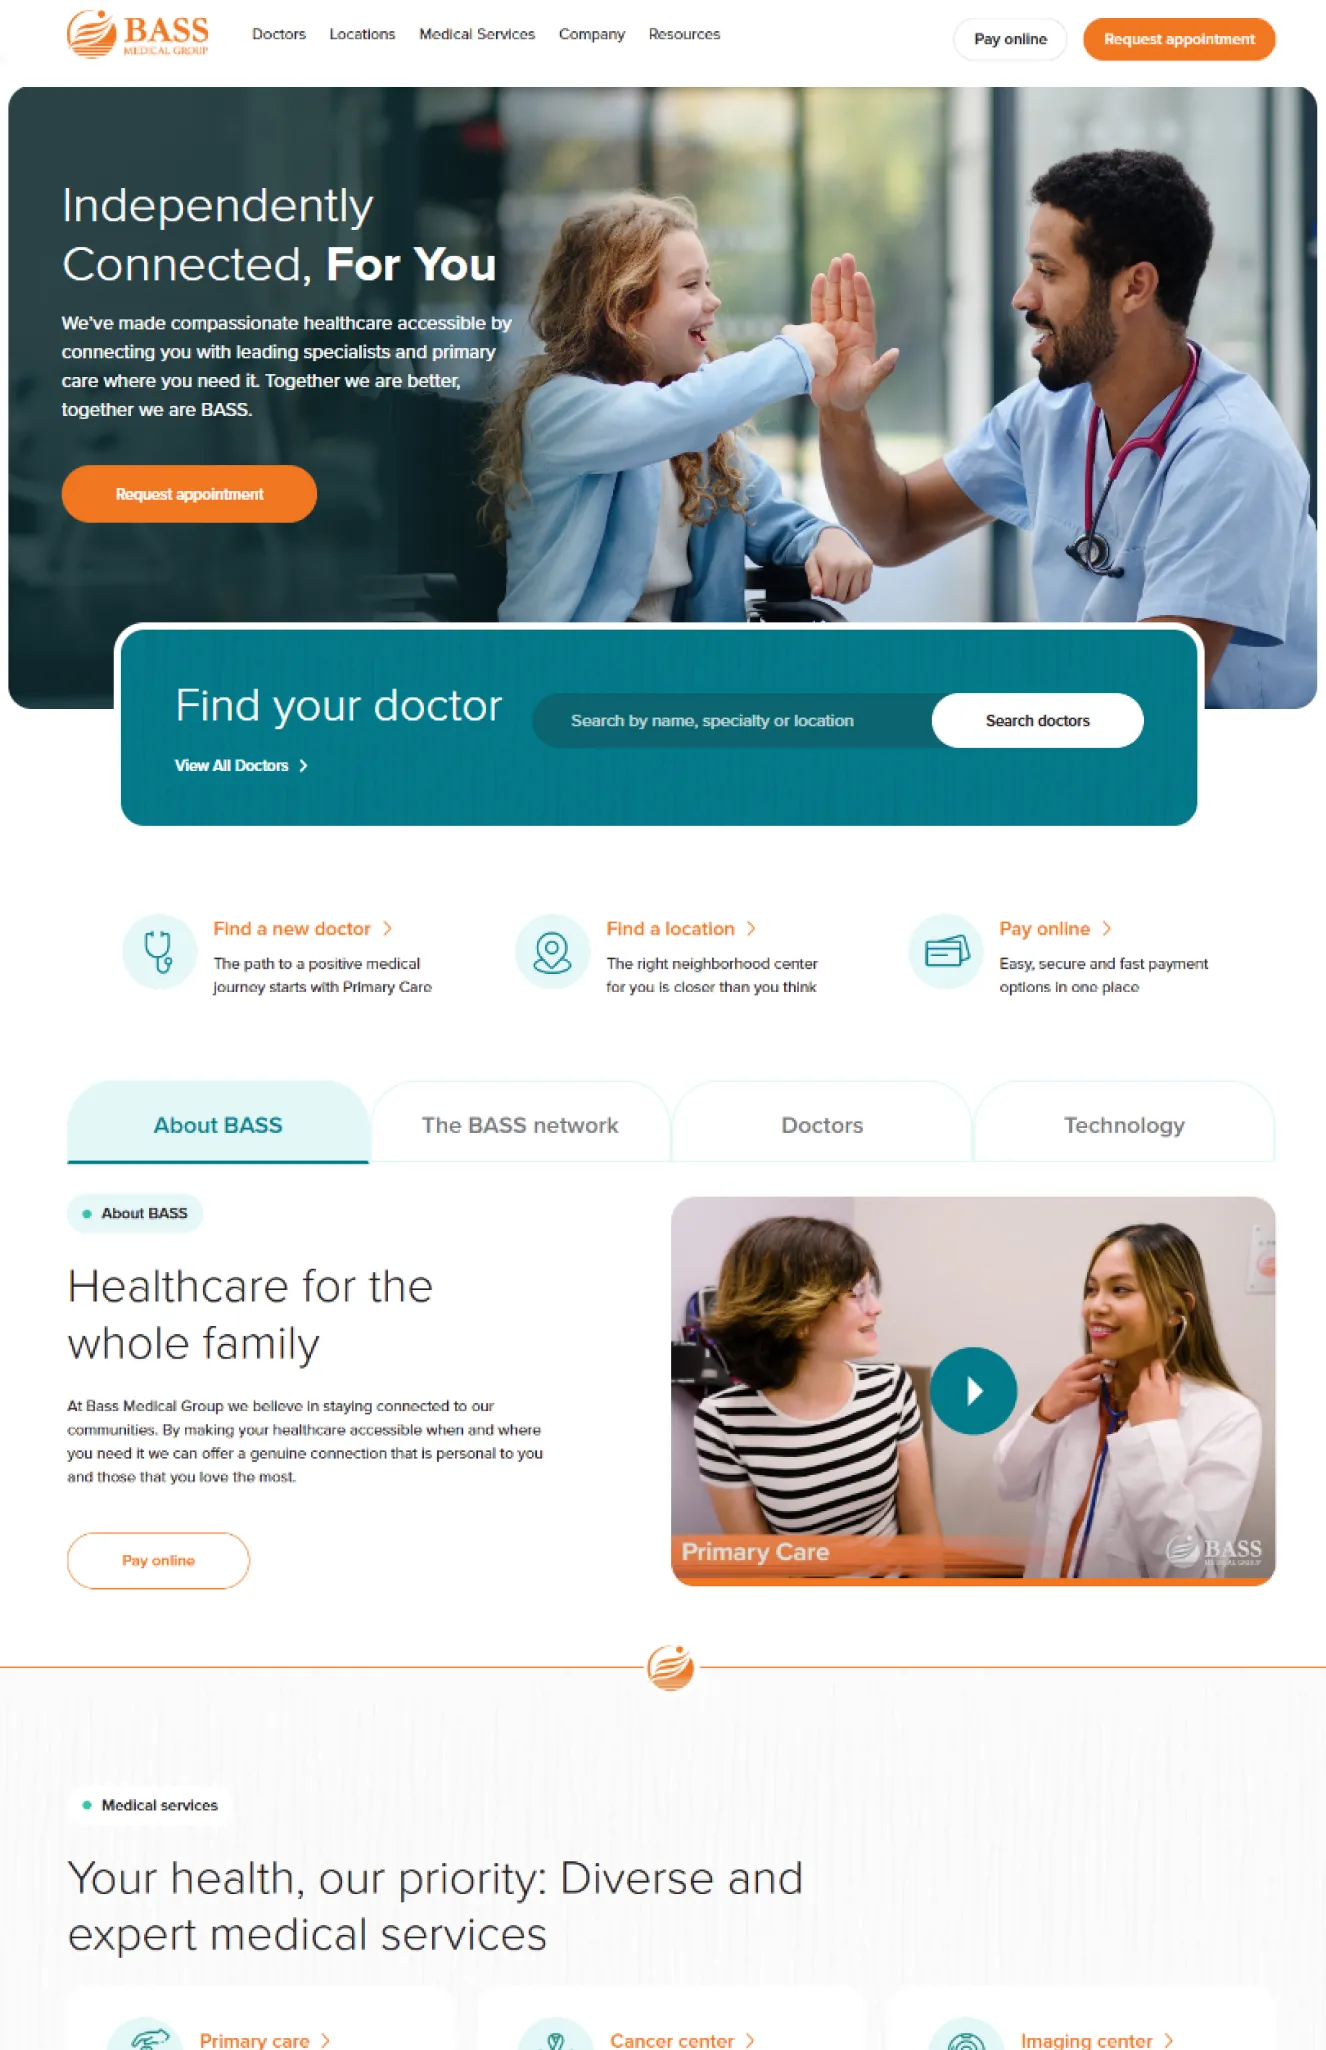 BASS
MEDICAL GROUP
Doctors Locations Medical Services Company Resources
Pay online
Request appointment
Independently
Connected, For You
We've made compassionate healthcare accessible by
connecting you with leading specialists and primary
care where you need it. Together we are better,
together we are BASS.
Request appointment
Find your doctor
Search by name, specialty or location
Search doctors
View All Doctors
Find a new doctor
The path to a positive medical
journey starts with Primary Care
Find a location
The right neighborhood center
for you is closer than you think
Pay online
Easy, secure and fast payment
options in one place
About BASS
The BASS network
Doctors
Technology
About BASS
Healthcare for the
whole family
At Bass Medical Group we believe in staying connected to our
communities. By making your healthcare accessible when and where
you need it we can offer a genuine connection that is personal to you
and those that you love the most.
Pay online
Primary Care
BASS
MEDICAL GROUP
Medical services
Your health, our priority: Diverse and
expert medical services
Primary care
Cancer center
Imaging center